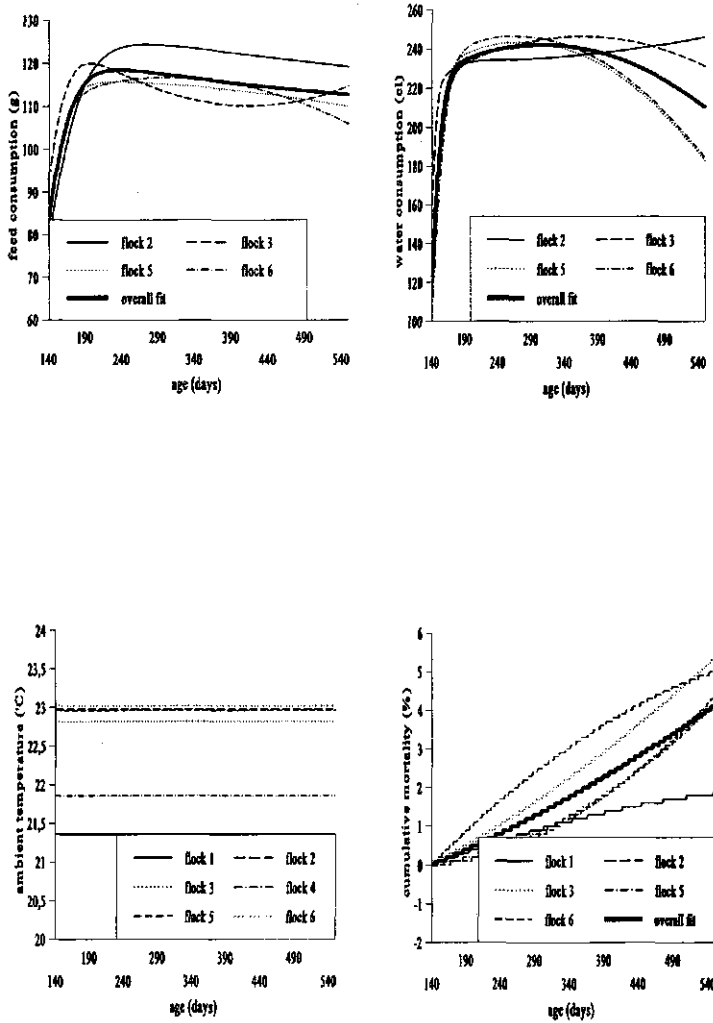 feed consumption (g)
130
120
110
100
90
80
70
60
flock 2
flock 3
flock 5
flock 6
overall fit
190 290 390 490
140 240 340 440 540
age (days)
water consumption (cl)
260
240
220
200
180
160
140
120
100
flock 2
flock 3
flock 5
flock 6
overall fit
190 290 390 490
140 240 340 440 540
age (days)
ambient temperature (°C)
24
23,5
23
22,5
22
21,5
21
20,5
20
flock 1
flock 2
flock 3
flock 4
flock 5
flock 6
190 290 390 490
140 240 340 440 540
age (days)
cumulative mortality (%)
6
5
4
3
2
1
0
-1
-2
flock 1
flock 2
flock 3
flock 5
flock 6
overall fit
190 290 390 490
140 240 340 440 540
age (days)